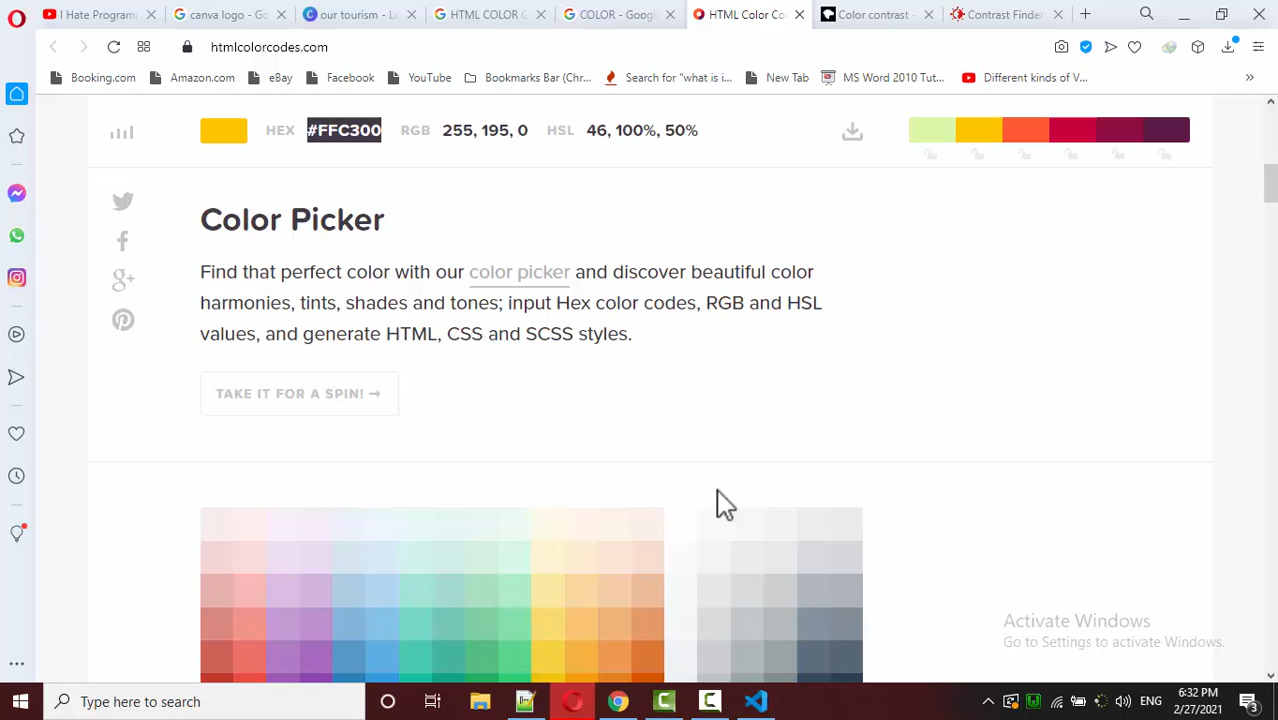 I Hate Program
canva logo - Go
our tourism - Lo
HTML COLOR C
COLOR - Google
HTML Color Co
Color contrast -
Contrast Finder
htmlcolorcodes.com
Booking.com
Amazon.com
eBay
Facebook
YouTube
Bookmarks Bar (Chr...
Search for "what is i...
New Tab
MS Word 2010 Tut...
Different kinds of V...
HEX #FFC300 RGB 255, 195, 0 HSL 46, 100%, 50%
Color Picker
Find that perfect color with our color picker and discover beautiful color
harmonies, tints, shades and tones; input Hex color codes, RGB and HSL
values, and generate HTML, CSS and SCSS styles.
TAKE IT FOR A SPIN! →
Activate Windows
Go to Settings to activate Windows.
Type here to search
ENG
6:32 PM
2/27/2021
3